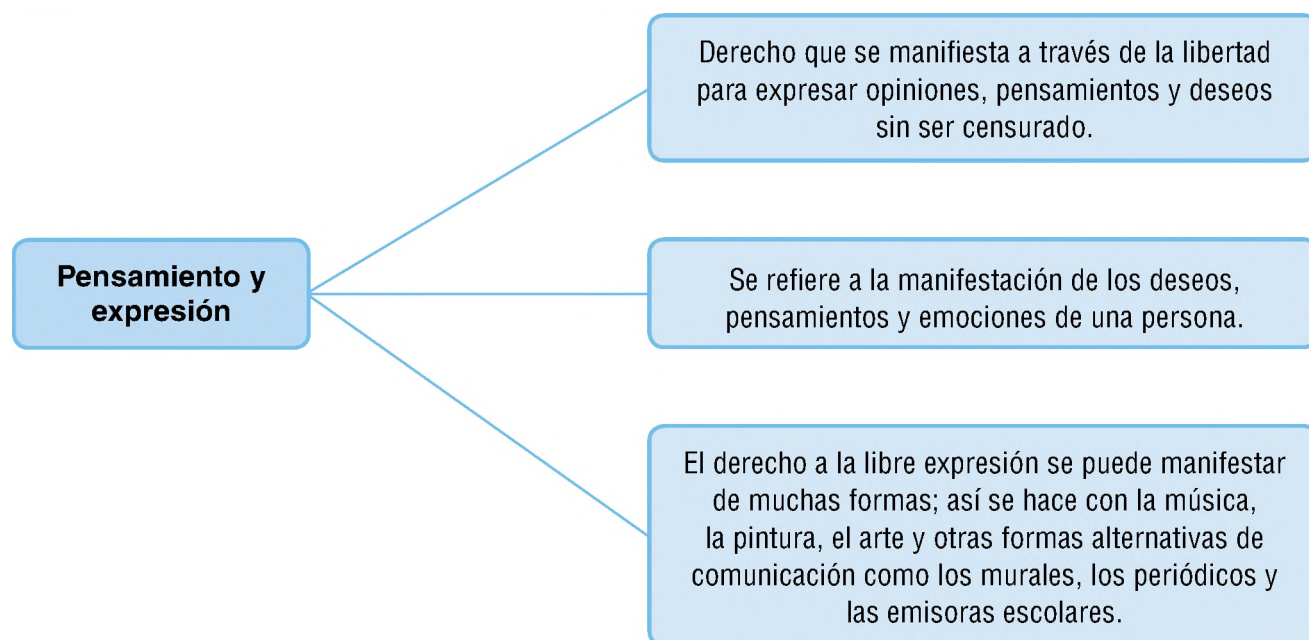 Derecho que se manifiesta a través de la libertad
para expresar opiniones, pensamientos y deseos
sin ser censurado.
Pensamiento y
expresión
Se refiere a la manifestación de los deseos,
pensamientos y emociones de una persona.
El derecho a la libre expresión se puede manifestar
de muchas formas; así se hace con la música,
la pintura, el arte y otras formas alternativas de
comunicación como los murales, los periódicos y
las emisoras escolares.